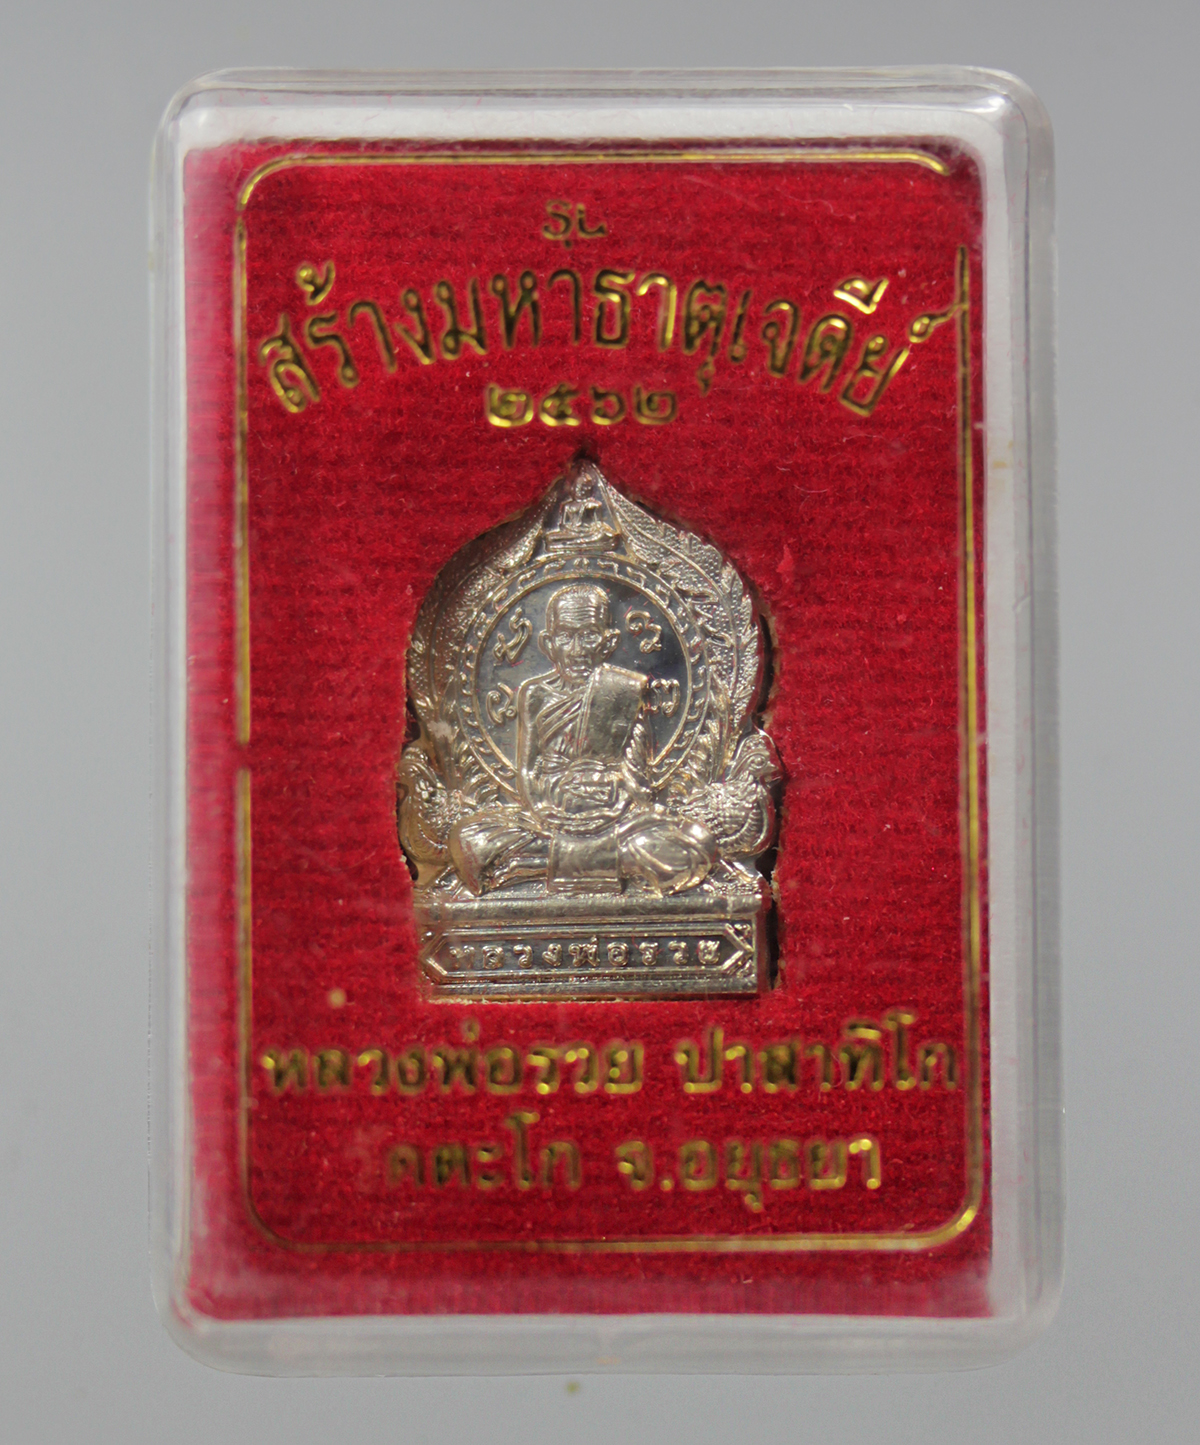 รุ่น
สร้างมหาธาตุเจดีย์
๒๕๖๒
หลวงพ่อรวย
หลวงพ่อรวย ปาสาทิโก
ตะโก จ.อยุธยา